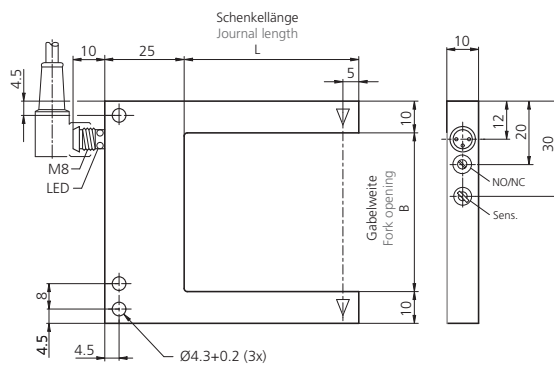 Schenkellänge
Journal length
10
25
L
5
10
4.5
10
12
20
30
M8
LED
NO/NC
Gabelweite
Fork opening
B
Sens.
8
4.5
10
4.5
Ø4.3+0.2 (3x)